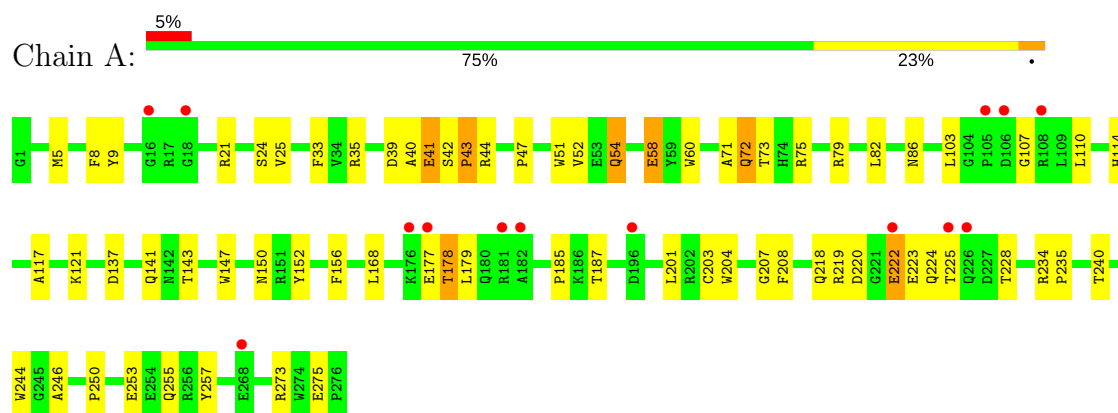 5%
Chain A:
75% 23% •
G1 M5 F8 Y9 G16 R17 G18 R21 S24 V25 F33 V34 R35 D39 A40 E41 S42 P43 R44 P47 W51 V52 E53 Q54 E58 Y59 W60 A71 Q72 T73 H74 R75 R79 L82 N86 L103 G104 P105 D106 G107 R108 L109 L110 H114
A117 K121 D137 Q141 N142 T143 W147 N150 R151 Y152 F156 L168 K176 E177 T178 L179 Q180 R181 A182 P185 K186 T187 D196 L201 R202 C203 W204 G207 F208 Q218 R219 D220 G221 E222 E223 Q224 T225 Q226 D227 T228 R234 P235 T240
W244 G245 A246 P250 E253 E254 Q255 R256 Y257 E268 R273 W274 E275 P276